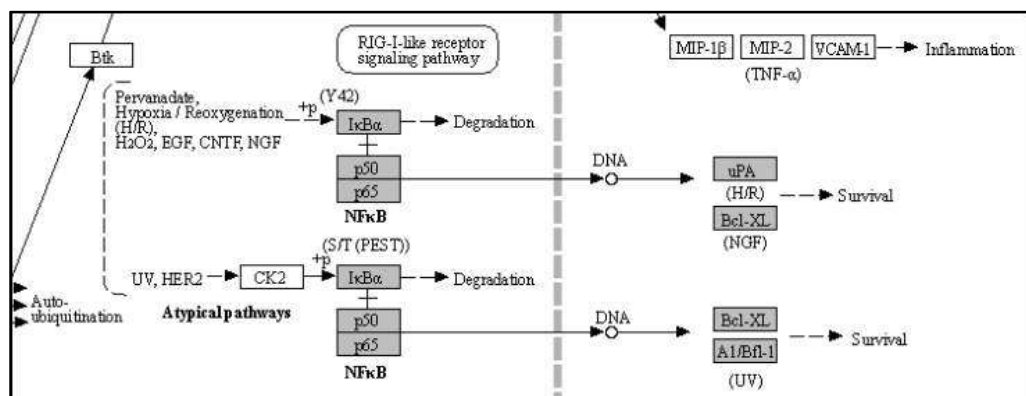 Btk
RIG-I-like receptor
signaling pathway
MIP-1β
MIP-2
VCAM-1
Inflammation
(TNF-α)
Pervanadate,
Hypoxia / Reoxygenation
(H/R),
H2O2, EGF, CNTF, NGF
+p
(Y42)
IκBα
Degradation
p50
p65
NFκB
DNA
uPA
(H/R)
Survival
Bcl-XL
(NGF)
(S/T (PEST))
UV, HER2
CK2
+p
IκBα
Degradation
Auto-
ubiquitination
Atypical pathways
p50
p65
NFκB
DNA
Bcl-XL
Survival
A1/Bfl-1
(UV)